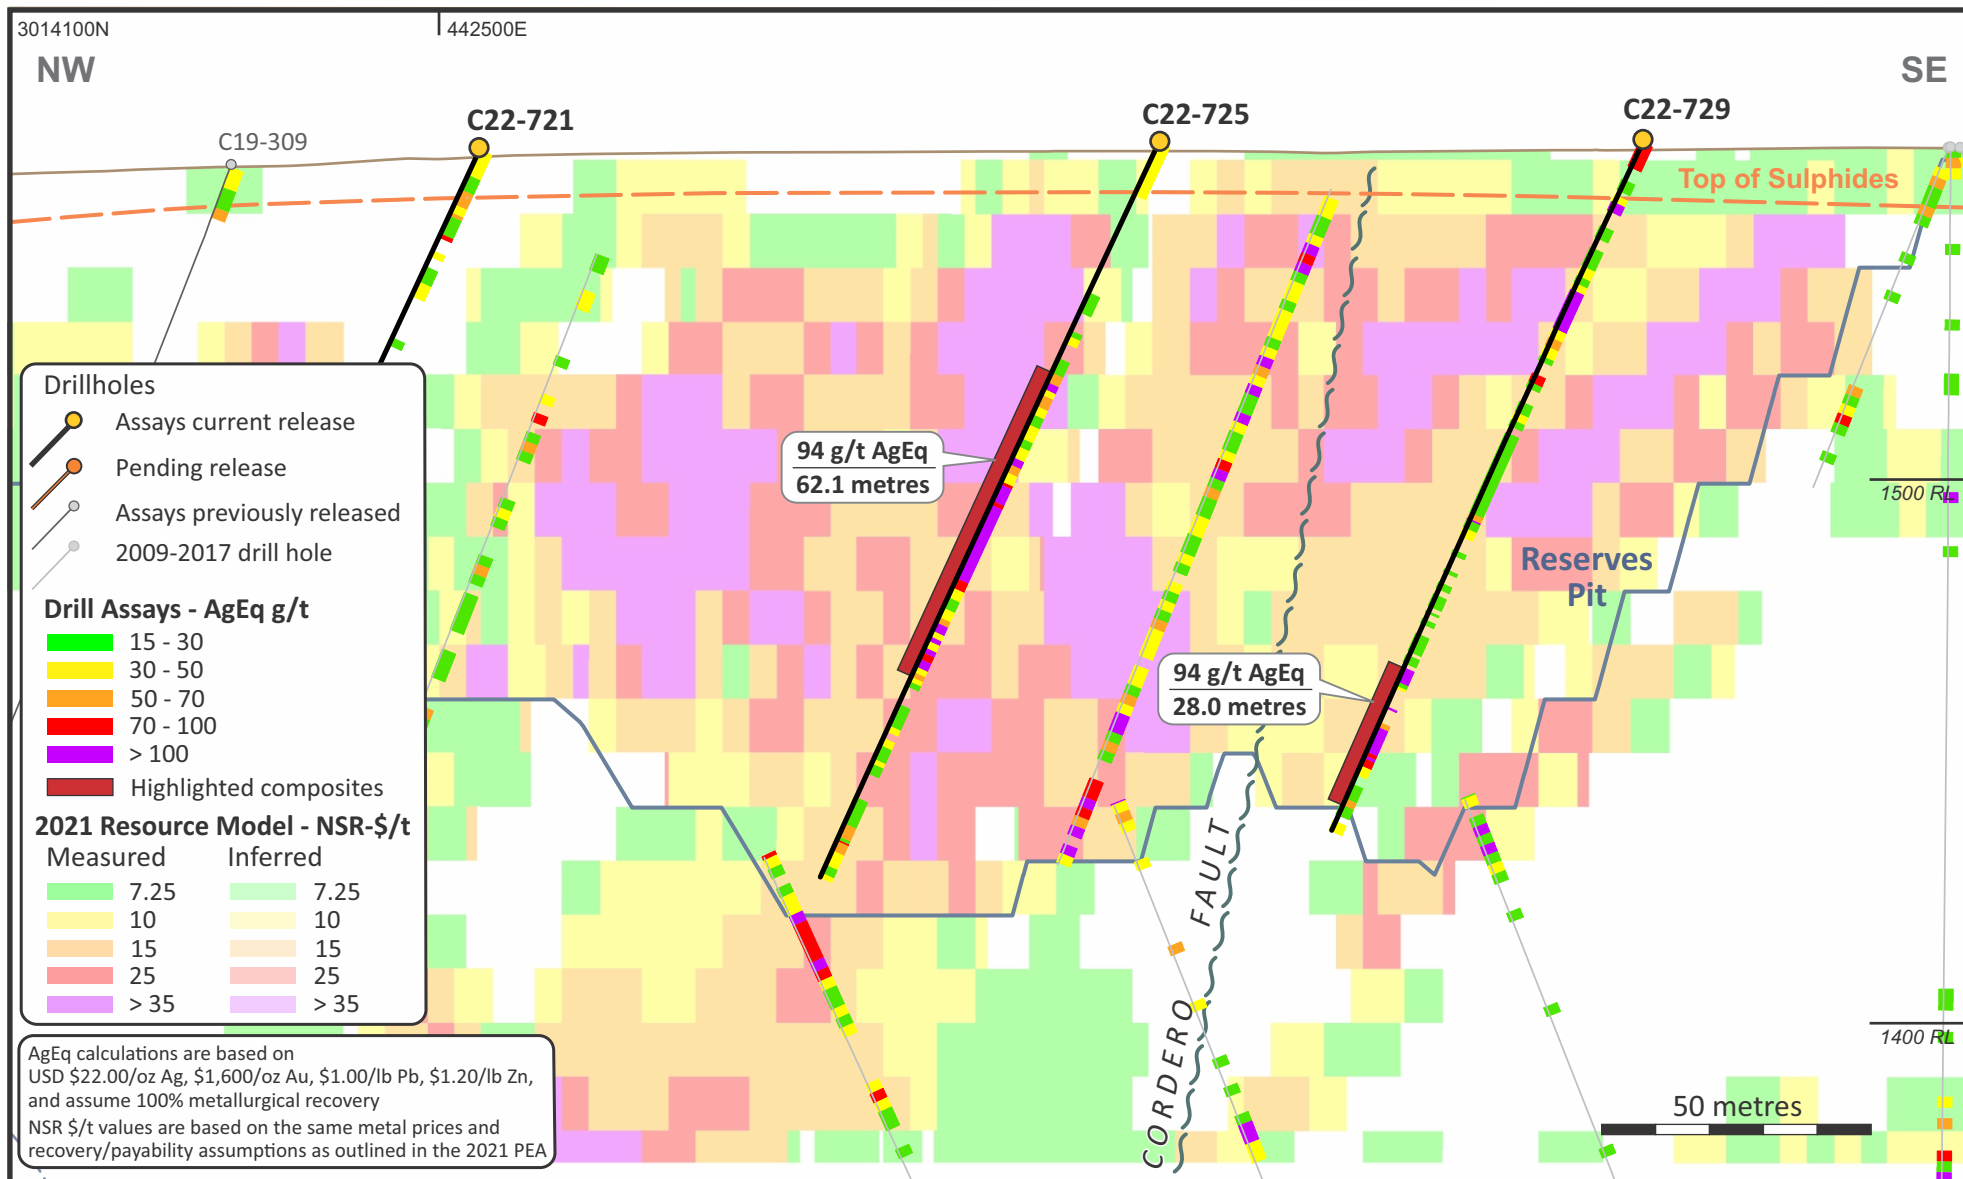 3014100N
442500E
NW
SE
C19-309
C22-721
C22-725
C22-729
Top of Sulphides
94 g/t AgEq
62.1 metres
94 g/t AgEq
28.0 metres
Reserves
Pit
1500 RL
1400 RL
CORDERO FAULT
50 metres
Drillholes
Assays current release
Pending release
Assays previously released
2009-2017 drill hole
Drill Assays - AgEq g/t
15 - 30
30 - 50
50 - 70
70 - 100
> 100
Highlighted composites
2021 Resource Model - NSR-$/t
Measured Inferred
7.25 7.25
10 10
15 15
25 25
> 35 > 35
AgEq calculations are based on
USD $22.00/oz Ag, $1,600/oz Au, $1.00/lb Pb, $1.20/lb Zn,
and assume 100% metallurgical recovery
NSR $/t values are based on the same metal prices and
recovery/payability assumptions as outlined in the 2021 PEA